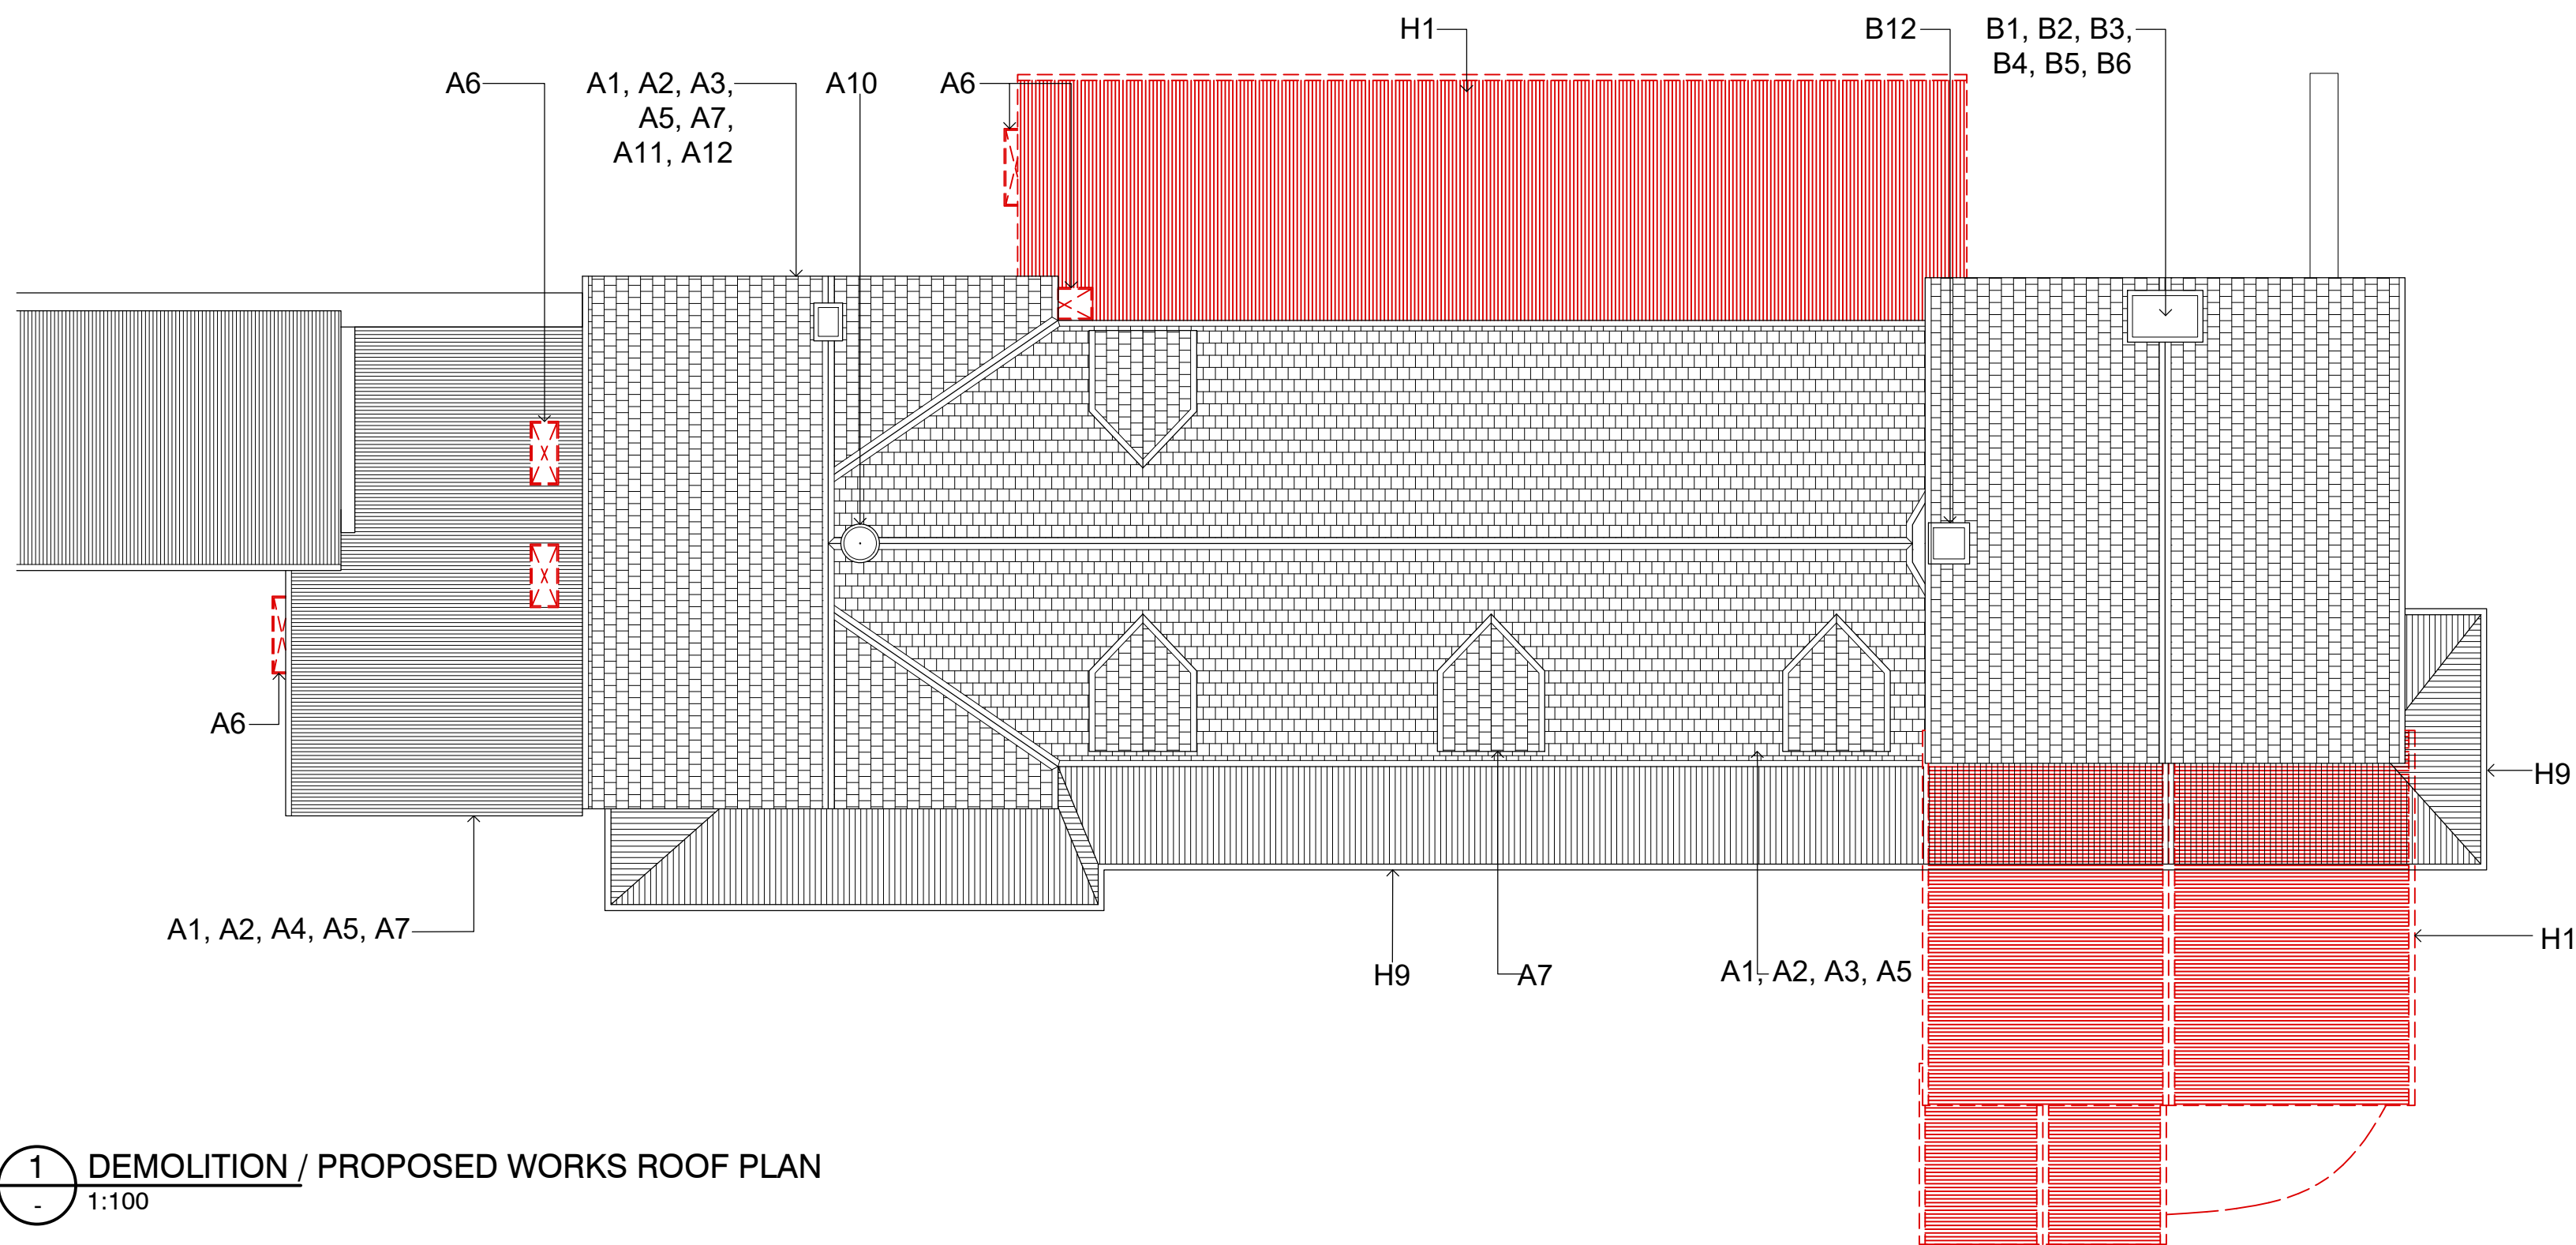 H1
B12
B1, B2, B3,
B4, B5, B6
A6
A1, A2, A3,
A5, A7,
A11, A12
A10
A6
A6
H9
A1, A2, A4, A5, A7
H9
A7
A1, A2, A3, A5
H1
1
-
DEMOLITION / PROPOSED WORKS ROOF PLAN
1:100